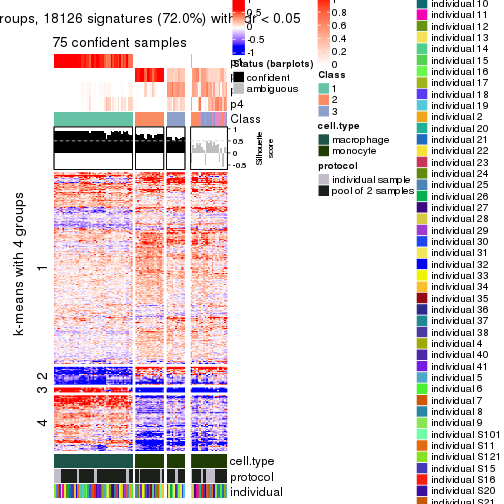 roups, 18126 signatures (72.0%) with fdr < 0.05
75 confident samples
p4
Class
1
0.5
0
-0.5
Silhouette
score
k-means with 4 groups
1
2
3
4
cell.type
protocol
individual
1
0.5
0
-0.5
-1
Status (barplots)
confident
ambiguous
0.8
0.6
0.4
0.2
0
Class
1
2
3
cell.type
macrophage
monocyte
protocol
individual sample
pool of 2 samples
individual 10
individual 11
individual 12
individual 13
individual 14
individual 15
individual 16
individual 17
individual 18
individual 19
individual 2
individual 20
individual 21
individual 22
individual 23
individual 24
individual 25
individual 26
individual 27
individual 28
individual 29
individual 30
individual 31
individual 32
individual 33
individual 34
individual 35
individual 36
individual 37
individual 38
individual 4
individual 40
individual 41
individual 5
individual 6
individual 7
individual 8
individual 9
individual S101
individual S11
individual S121
individual S15
individual S16
individual S20
individual S21